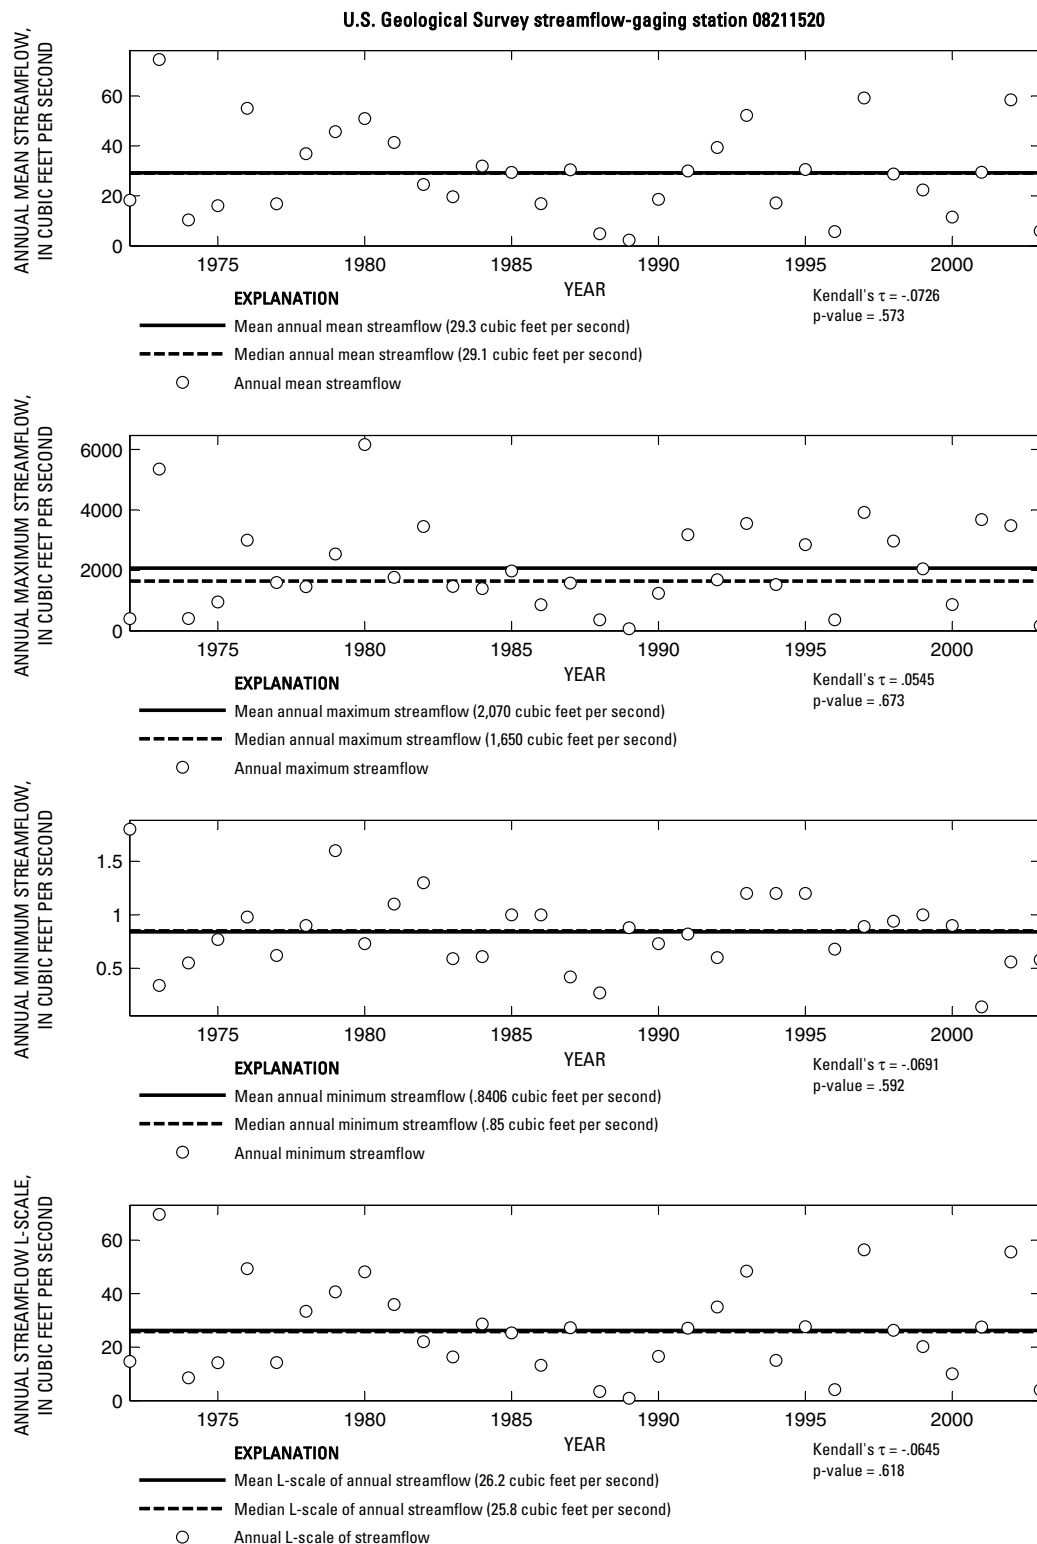 U.S. Geological Survey streamflow-gaging station 08211520
ANNUAL MEAN STREAMFLOW,
IN CUBIC FEET PER SECOND
60
40
20
0
1975 1980 1985 1990 1995 2000
YEAR
Kendall's τ = -.0726
p-value = .573
EXPLANATION
Mean annual mean streamflow (29.3 cubic feet per second)
Median annual mean streamflow (29.1 cubic feet per second)
Annual mean streamflow
ANNUAL MAXIMUM STREAMFLOW,
IN CUBIC FEET PER SECOND
6000
4000
2000
0
1975 1980 1985 1990 1995 2000
YEAR
Kendall's τ = .0545
p-value = .673
EXPLANATION
Mean annual maximum streamflow (2,070 cubic feet per second)
Median annual maximum streamflow (1,650 cubic feet per second)
Annual maximum streamflow
ANNUAL MINIMUM STREAMFLOW,
IN CUBIC FEET PER SECOND
1.5
1
0.5
1975 1980 1985 1990 1995 2000
YEAR
Kendall's τ = -.0691
p-value = .592
EXPLANATION
Mean annual minimum streamflow (.8406 cubic feet per second)
Median annual minimum streamflow (.85 cubic feet per second)
Annual minimum streamflow
ANNUAL STREAMFLOW L-SCALE,
IN CUBIC FEET PER SECOND
60
40
20
0
1975 1980 1985 1990 1995 2000
YEAR
Kendall's τ = -.0645
p-value = .618
EXPLANATION
Mean L-scale of annual streamflow (26.2 cubic feet per second)
Median L-scale of annual streamflow (25.8 cubic feet per second)
Annual L-scale of streamflow